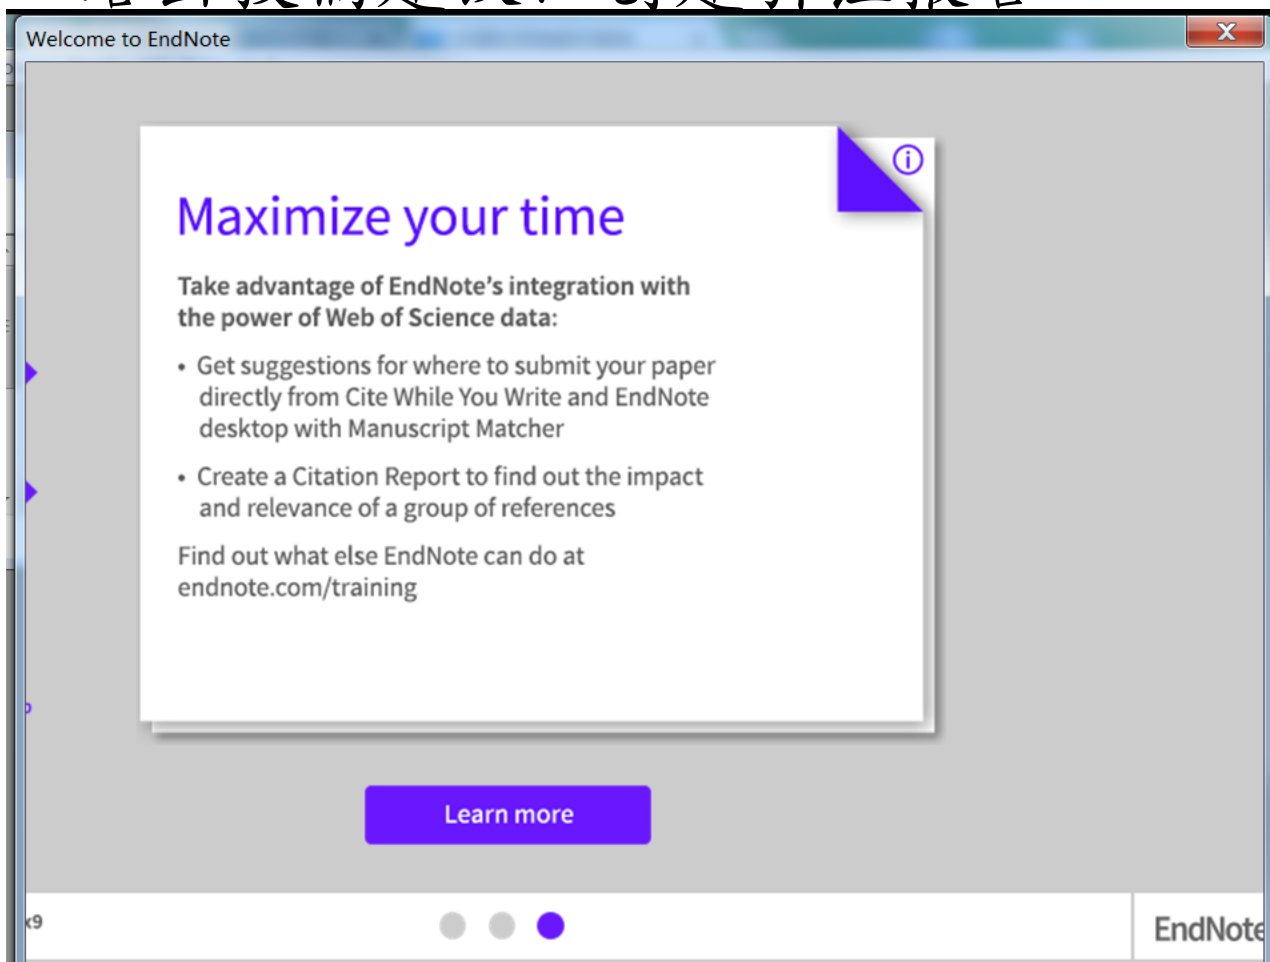 Welcome to EndNote
Maximize your time
Take advantage of EndNote’s integration with
the power of Web of Science data:
• Get suggestions for where to submit your paper
directly from Cite While You Write and EndNote
desktop with Manuscript Matcher
• Create a Citation Report to find out the impact
and relevance of a group of references
Find out what else EndNote can do at
endnote.com/training
Learn more
x9
EndNote